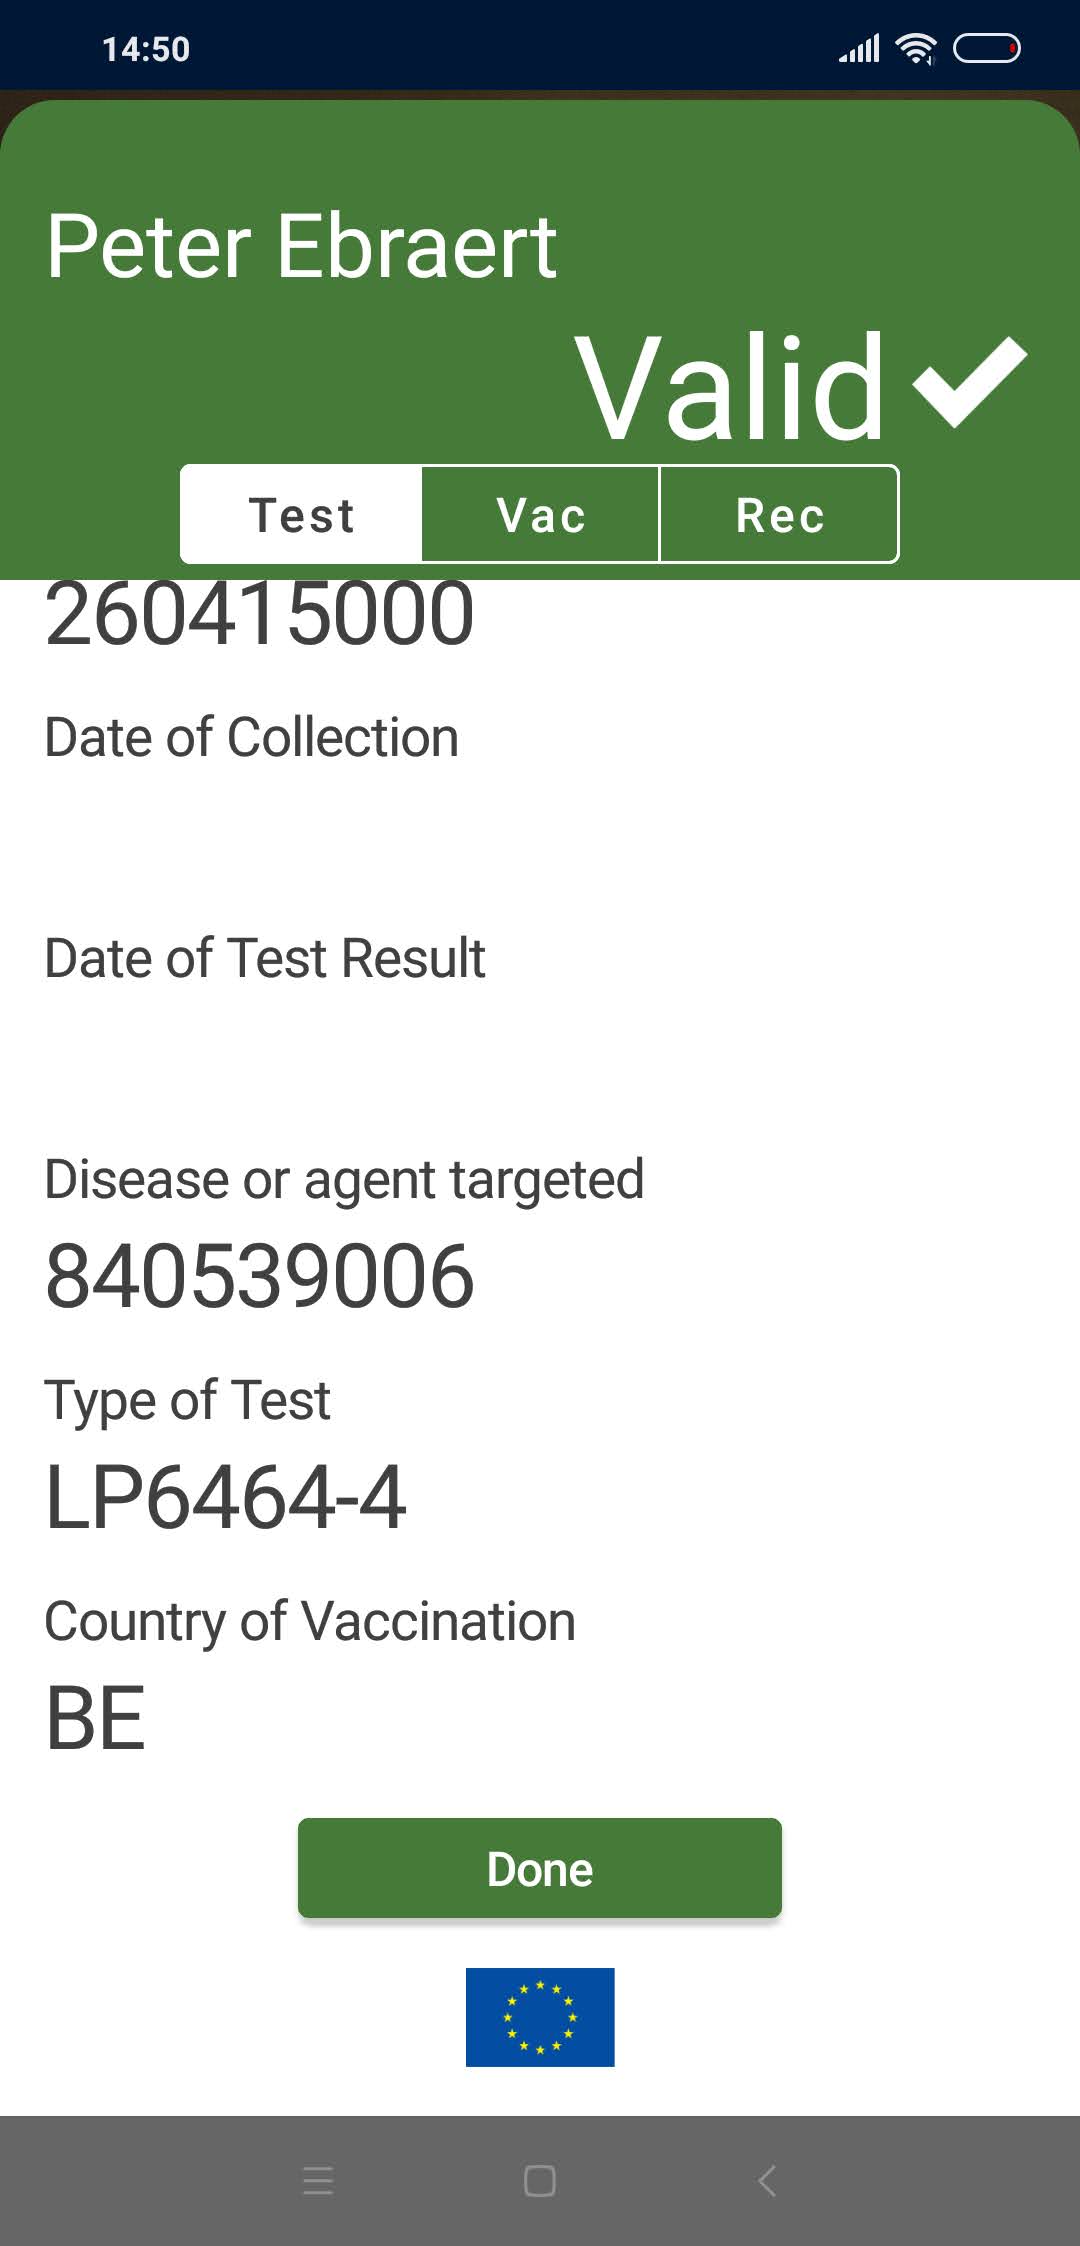 14:50
Peter Ebraert
Valid
Test Vac Rec
260415000
Date of Collection
Date of Test Result
Disease or agent targeted
840539006
Type of Test
LP6464-4
Country of Vaccination
BE
Done